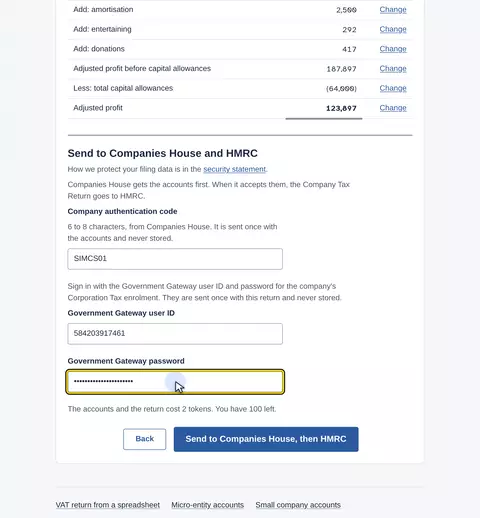 Add: amortisation 2,500 Change
Add: entertaining 292 Change
Add: donations 417 Change
Adjusted profit before capital allowances 187,897 Change
Less: total capital allowances (64,000) Change
Adjusted profit 123,897 Change
Send to Companies House and HMRC
How we protect your filing data is in the security statement.
Companies House gets the accounts first. When it accepts them, the Company Tax
Return goes to HMRC.
Company authentication code
6 to 8 characters, from Companies House. It is sent once with
the accounts and never stored.
SIMCS01
Sign in with the Government Gateway user ID and password for the company's
Corporation Tax enrolment. They are sent once with this return and never stored.
Government Gateway user ID
584203917461
Government Gateway password
••••••••••••••••••••••
The accounts and the return cost 2 tokens. You have 100 left.
Back Send to Companies House, then HMRC
VAT return from a spreadsheet Micro-entity accounts Small company accounts